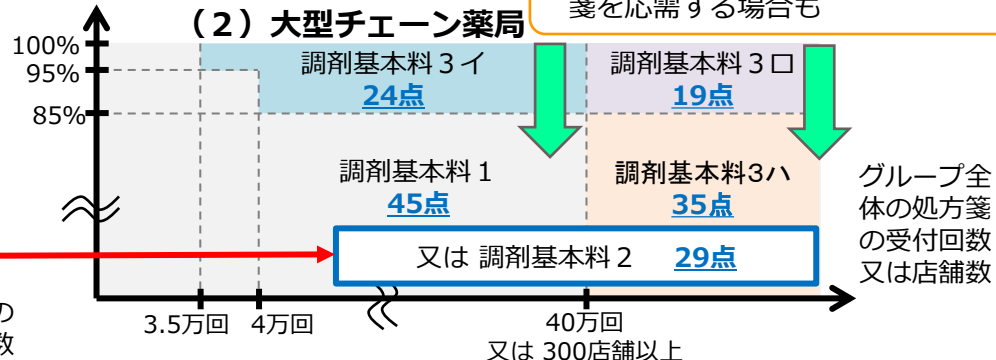 箋を応需する場合も
(2)大型チェーン薬局
100%
95%
85%
調剤基本料3イ
24点
調剤基本料3ロ
19点
調剤基本料1
45点
調剤基本料3ハ
35点
又は 調剤基本料2 29点
グループ全
体の処方箋
の受付回数
又は店舗数
の
数
3.5万回
4万回
40万回
又は 300店舗以上